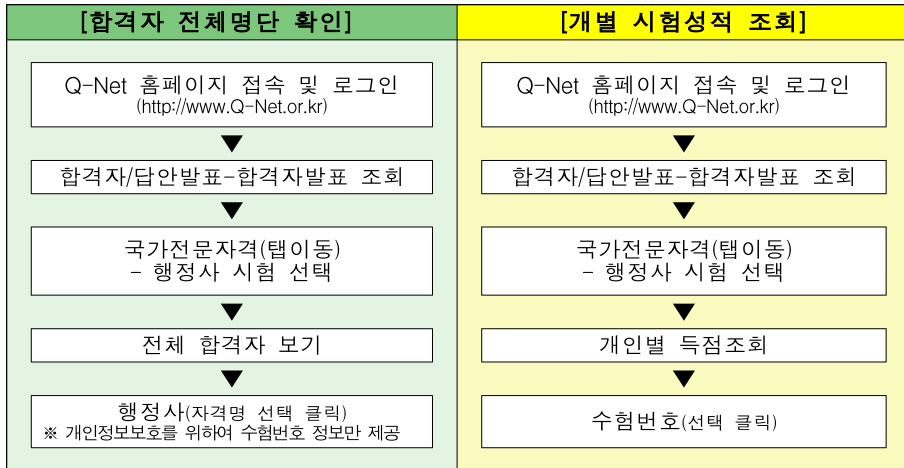 [합격자 전체명단 확인]
Q-Net 홈페이지 접속 및 로그인
(http://www.Q-Net.or.kr)
합격자/답안발표-합격자발표 조회
국가전문자격(탭이동)
- 행정사 시험 선택
전체 합격자 보기
행정사(자격명 선택 클릭)
※ 개인정보보호를 위하여 수험번호 정보만 제공
[개별 시험성적 조회]
Q-Net 홈페이지 접속 및 로그인
(http://www.Q-Net.or.kr)
합격자/답안발표-합격자발표 조회
국가전문자격(탭이동)
- 행정사 시험 선택
개인별 득점조회
수험번호(선택 클릭)